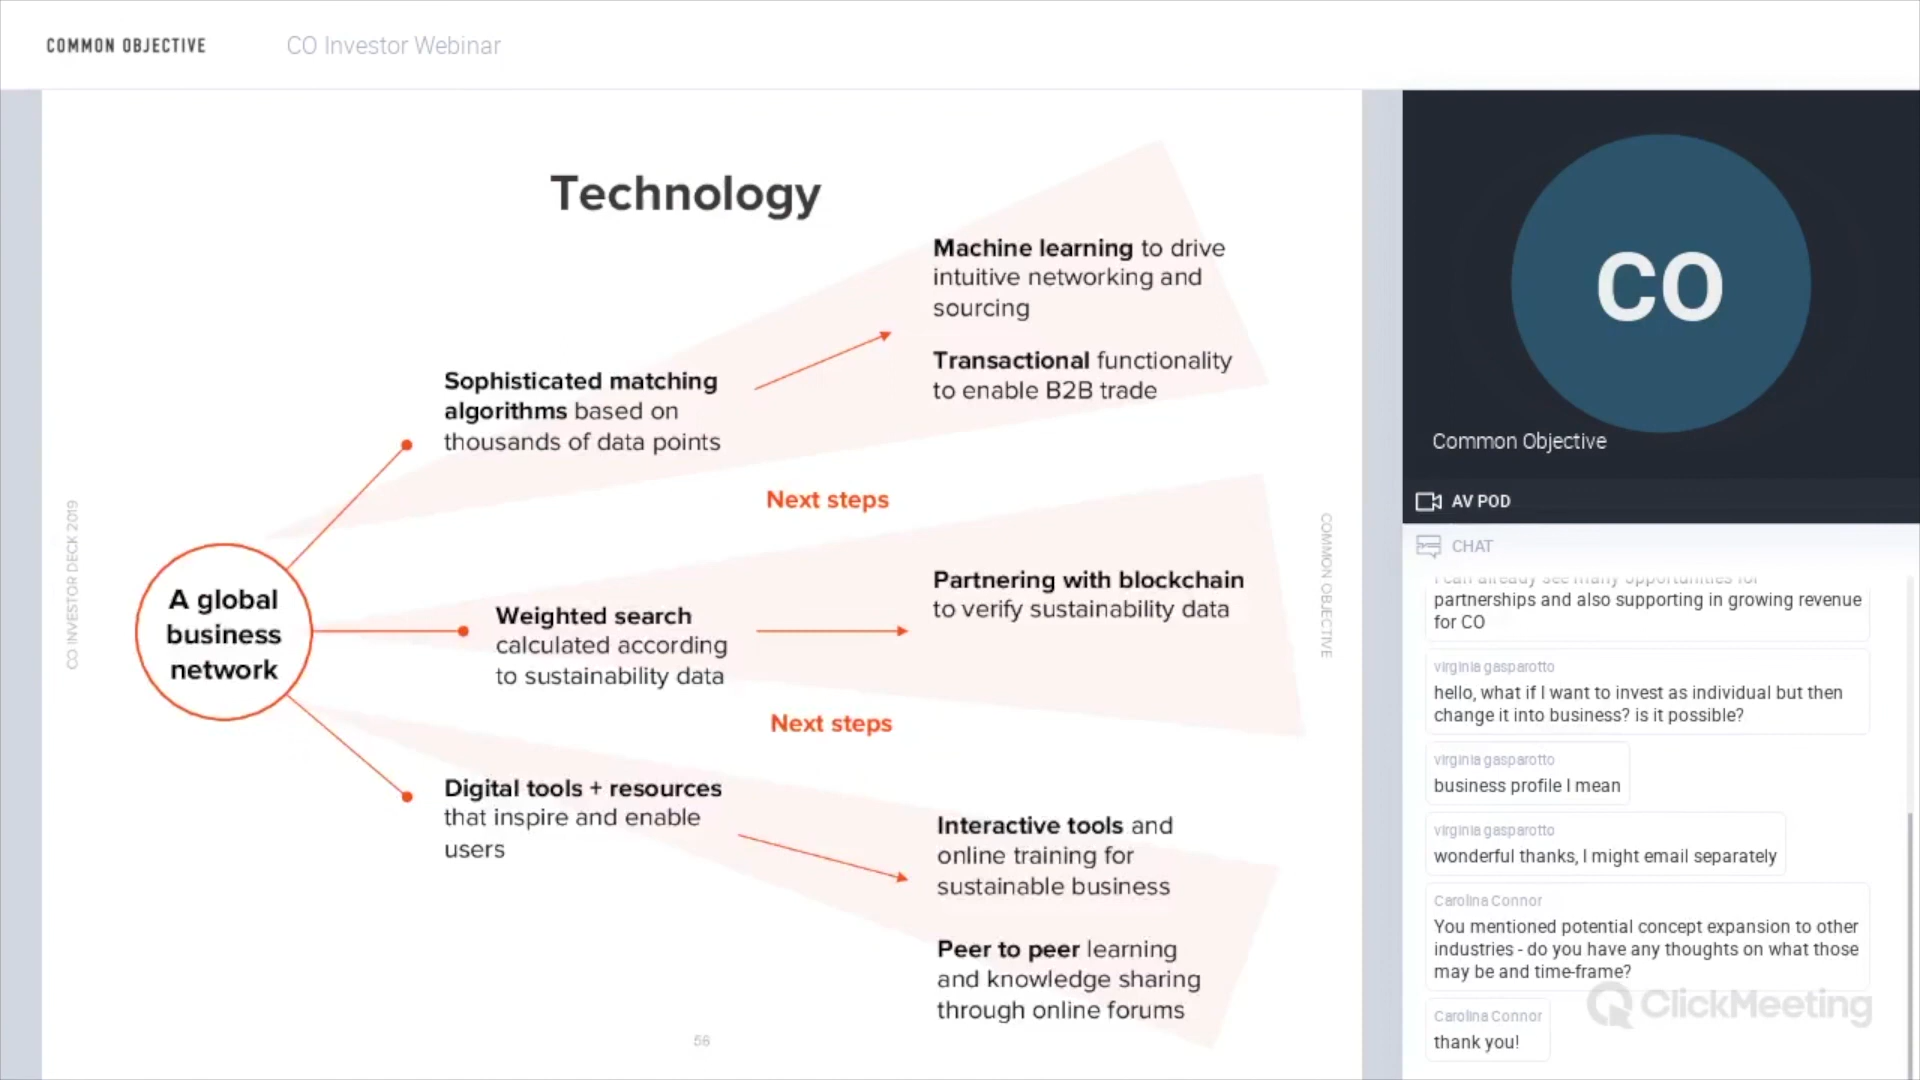 COMMON OBJECTIVE
CO Investor Webinar
Technology
Machine learning to drive
intuitive networking and
sourcing
Transactional functionality
to enable B2B trade
Sophisticated matching
algorithms based on
thousands of data points
Next steps
A global
business
network
Weighted search
calculated according
to sustainability data
Partnering with blockchain
to verify sustainability data
Next steps
Digital tools + resources
that inspire and enable
users
Interactive tools and
online training for
sustainable business
Peer to peer learning
and knowledge sharing
through online forums
CO INVESTOR DECK 2019
COMMON OBJECTIVE
56
CO
Common Objective
AV POD
CHAT
I can already see many opportunities for
partnerships and also supporting in growing revenue
for CO
virginia gasparotto
hello, what if I want to invest as individual but then
change it into business? is it possible?
virginia gasparotto
business profile I mean
virginia gasparotto
wonderful thanks, I might email separately
Carolina Connor
You mentioned potential concept expansion to other
industries - do you have any thoughts on what those
may be and time-frame?
Carolina Connor
thank you!
ClickMeeting